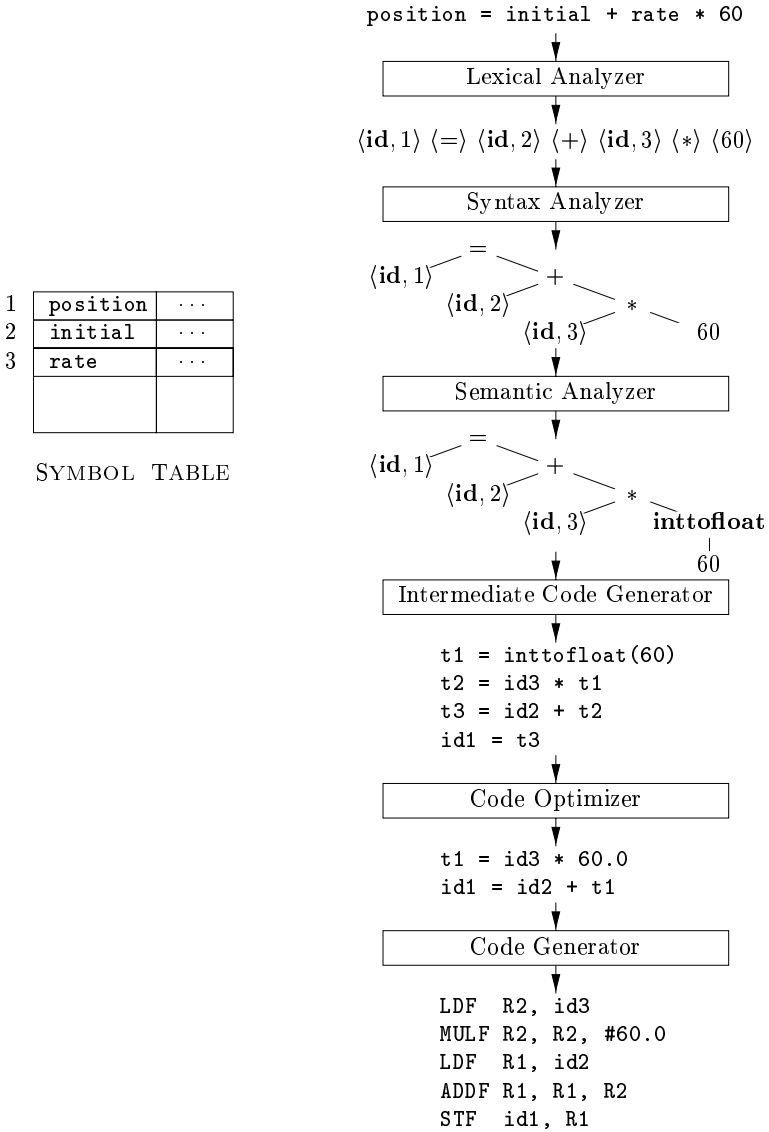 position = initial + rate * 60
Lexical Analyzer
⟨id, 1⟩ ⟨=⟩ ⟨id, 2⟩ ⟨+⟩ ⟨id, 3⟩ ⟨*⟩ ⟨60⟩
Syntax Analyzer
=
⟨id, 1⟩ +
⟨id, 2⟩ *
⟨id, 3⟩ 60
1 position ···
2 initial ···
3 rate ···
SYMBOL TABLE
Semantic Analyzer
=
⟨id, 1⟩ +
⟨id, 2⟩ *
⟨id, 3⟩ inttofloat
60
Intermediate Code Generator
t1 = inttofloat(60)
t2 = id3 * t1
t3 = id2 + t2
id1 = t3
Code Optimizer
t1 = id3 * 60.0
id1 = id2 + t1
Code Generator
LDF R2, id3
MULF R2, R2, #60.0
LDF R1, id2
ADDF R1, R1, R2
STF id1, R1